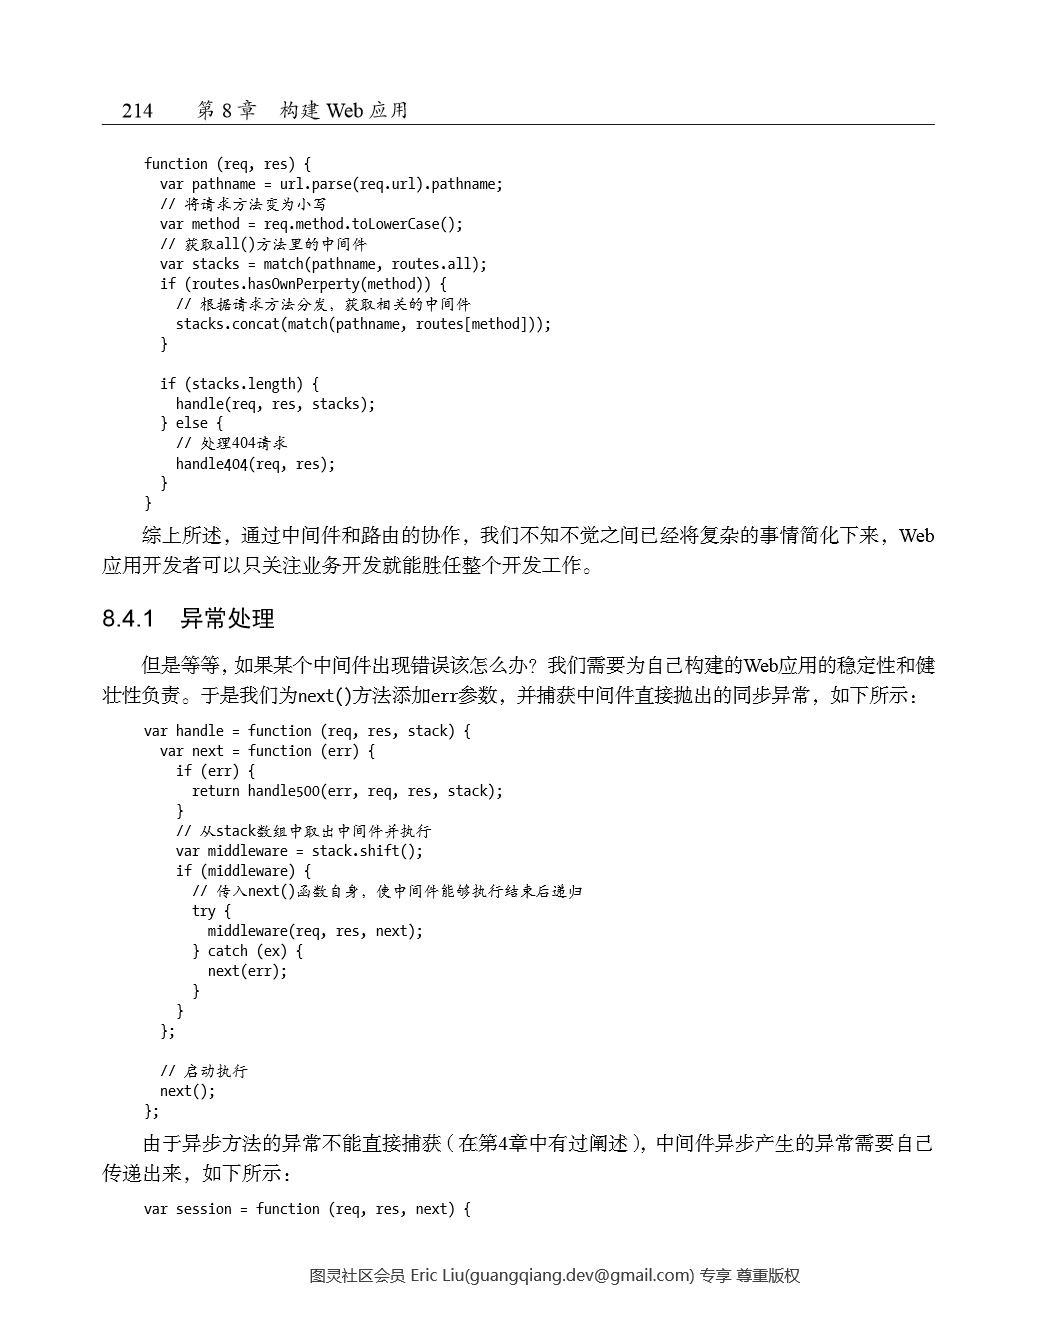 214 第 8 章 构建 Web 应用
function (req, res) {
  var pathname = url.parse(req.url).pathname;
  // 将请求方法变为小写
  var method = req.method.toLowerCase();
  // 获取all()方法里的中间件
  var stacks = match(pathname, routes.all);
  if (routes.hasOwnPerperty(method)) {
    // 根据请求方法分发，获取相关的中间件
    stacks.concat(match(pathname, routes[method]));
  }

  if (stacks.length) {
    handle(req, res, stacks);
  } else {
    // 处理404请求
    handle404(req, res);
  }
}
综上所述，通过中间件和路由的协作，我们不知不觉之间已经将复杂的事情简化下来，Web
应用开发者可以只关注业务开发就能胜任整个开发工作。
8.4.1 异常处理
但是等等，如果某个中间件出现错误该怎么办？我们需要为自己构建的Web应用的稳定性和健
壮性负责。于是我们为next()方法添加err参数，并捕获中间件直接抛出的同步异常，如下所示：
var handle = function (req, res, stack) {
  var next = function (err) {
    if (err) {
      return handle500(err, req, res, stack);
    }
    // 从stack数组中取出中间件并执行
    var middleware = stack.shift();
    if (middleware) {
      // 传入next()函数自身，使中间件能够执行结束后递归
      try {
        middleware(req, res, next);
      } catch (ex) {
        next(err);
      }
    }
  };

  // 启动执行
  next();
};
由于异步方法的异常不能直接捕获（在第4章中有过阐述），中间件异步产生的异常需要自己
传递出来，如下所示：
var session = function (req, res, next) {
图灵社区会员 Eric Liu(guangqiang.dev@gmail.com) 专享 尊重版权